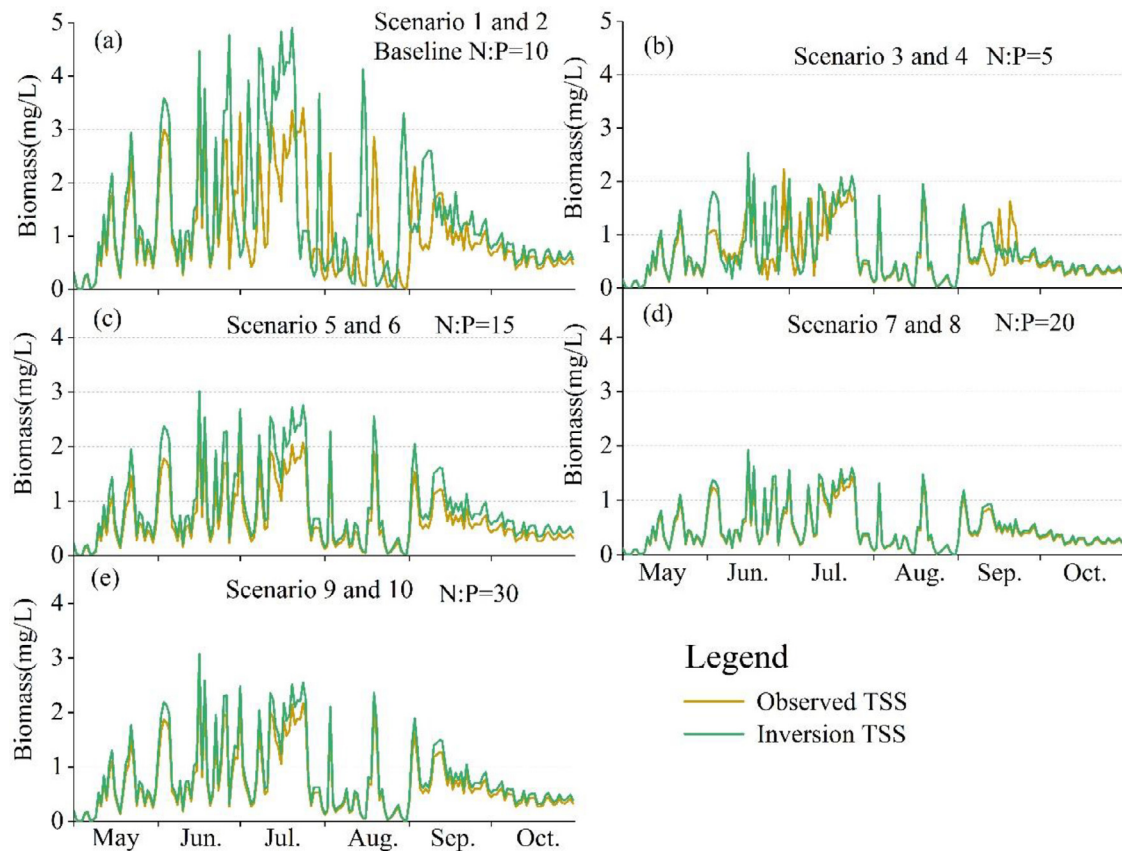 (a)
Scenario 1 and 2
Baseline N:P=10
Biomass(mg/L)
5
4
3
2
1
0
(b)
Scenario 3 and 4 N:P=5
Biomass(mg/L)
5
4
3
2
1
0
(c)
Scenario 5 and 6 N:P=15
Biomass(mg/L)
4
3
2
1
0
(d)
Scenario 7 and 8 N:P=20
Biomass(mg/L)
4
3
2
1
0
May Jun. Jul. Aug. Sep. Oct.
(e)
Scenario 9 and 10 N:P=30
Biomass(mg/L)
4
3
2
1
0
May Jun. Jul. Aug. Sep. Oct.
Legend
Observed TSS
Inversion TSS